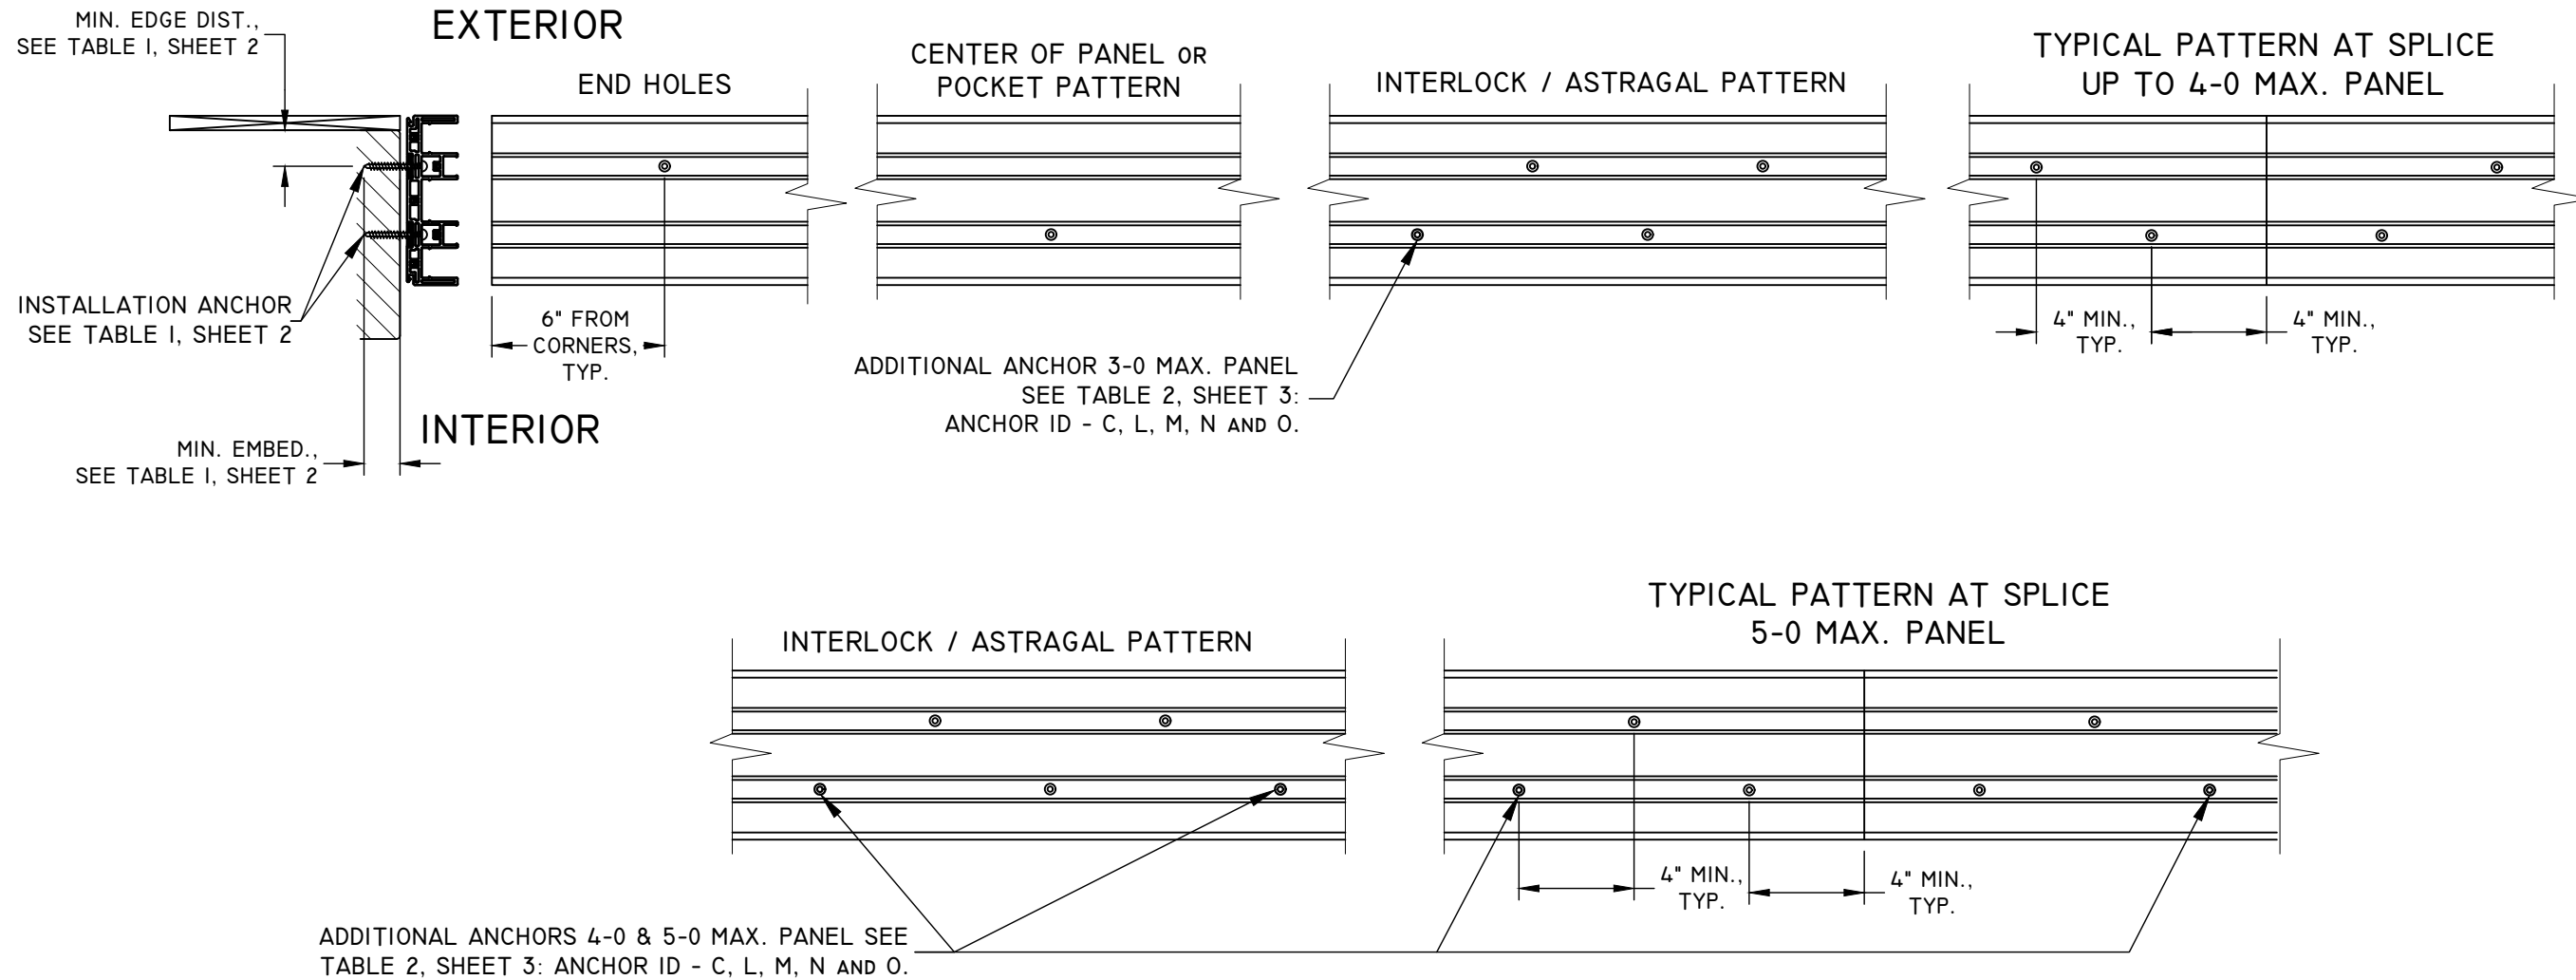 MIN. EDGE DIST.,
SEE TABLE 1, SHEET 2
EXTERIOR
END HOLES
CENTER OF PANEL OR
POCKET PATTERN
INTERLOCK / ASTRAGAL PATTERN
TYPICAL PATTERN AT SPLICE
UP TO 4-0 MAX. PANEL
INSTALLATION ANCHOR
SEE TABLE 1, SHEET 2
6" FROM
CORNERS,
TYP.
4" MIN.,
TYP.
4" MIN.,
TYP.
ADDITIONAL ANCHOR 3-0 MAX. PANEL
SEE TABLE 2, SHEET 3:
ANCHOR ID - C, L, M, N AND O.
INTERIOR
MIN. EMBED.,
SEE TABLE 1, SHEET 2
INTERLOCK / ASTRAGAL PATTERN
TYPICAL PATTERN AT SPLICE
5-0 MAX. PANEL
4" MIN.,
TYP.
4" MIN.,
TYP.
ADDITIONAL ANCHORS 4-0 & 5-0 MAX. PANEL SEE
TABLE 2, SHEET 3: ANCHOR ID - C, L, M, N AND O.